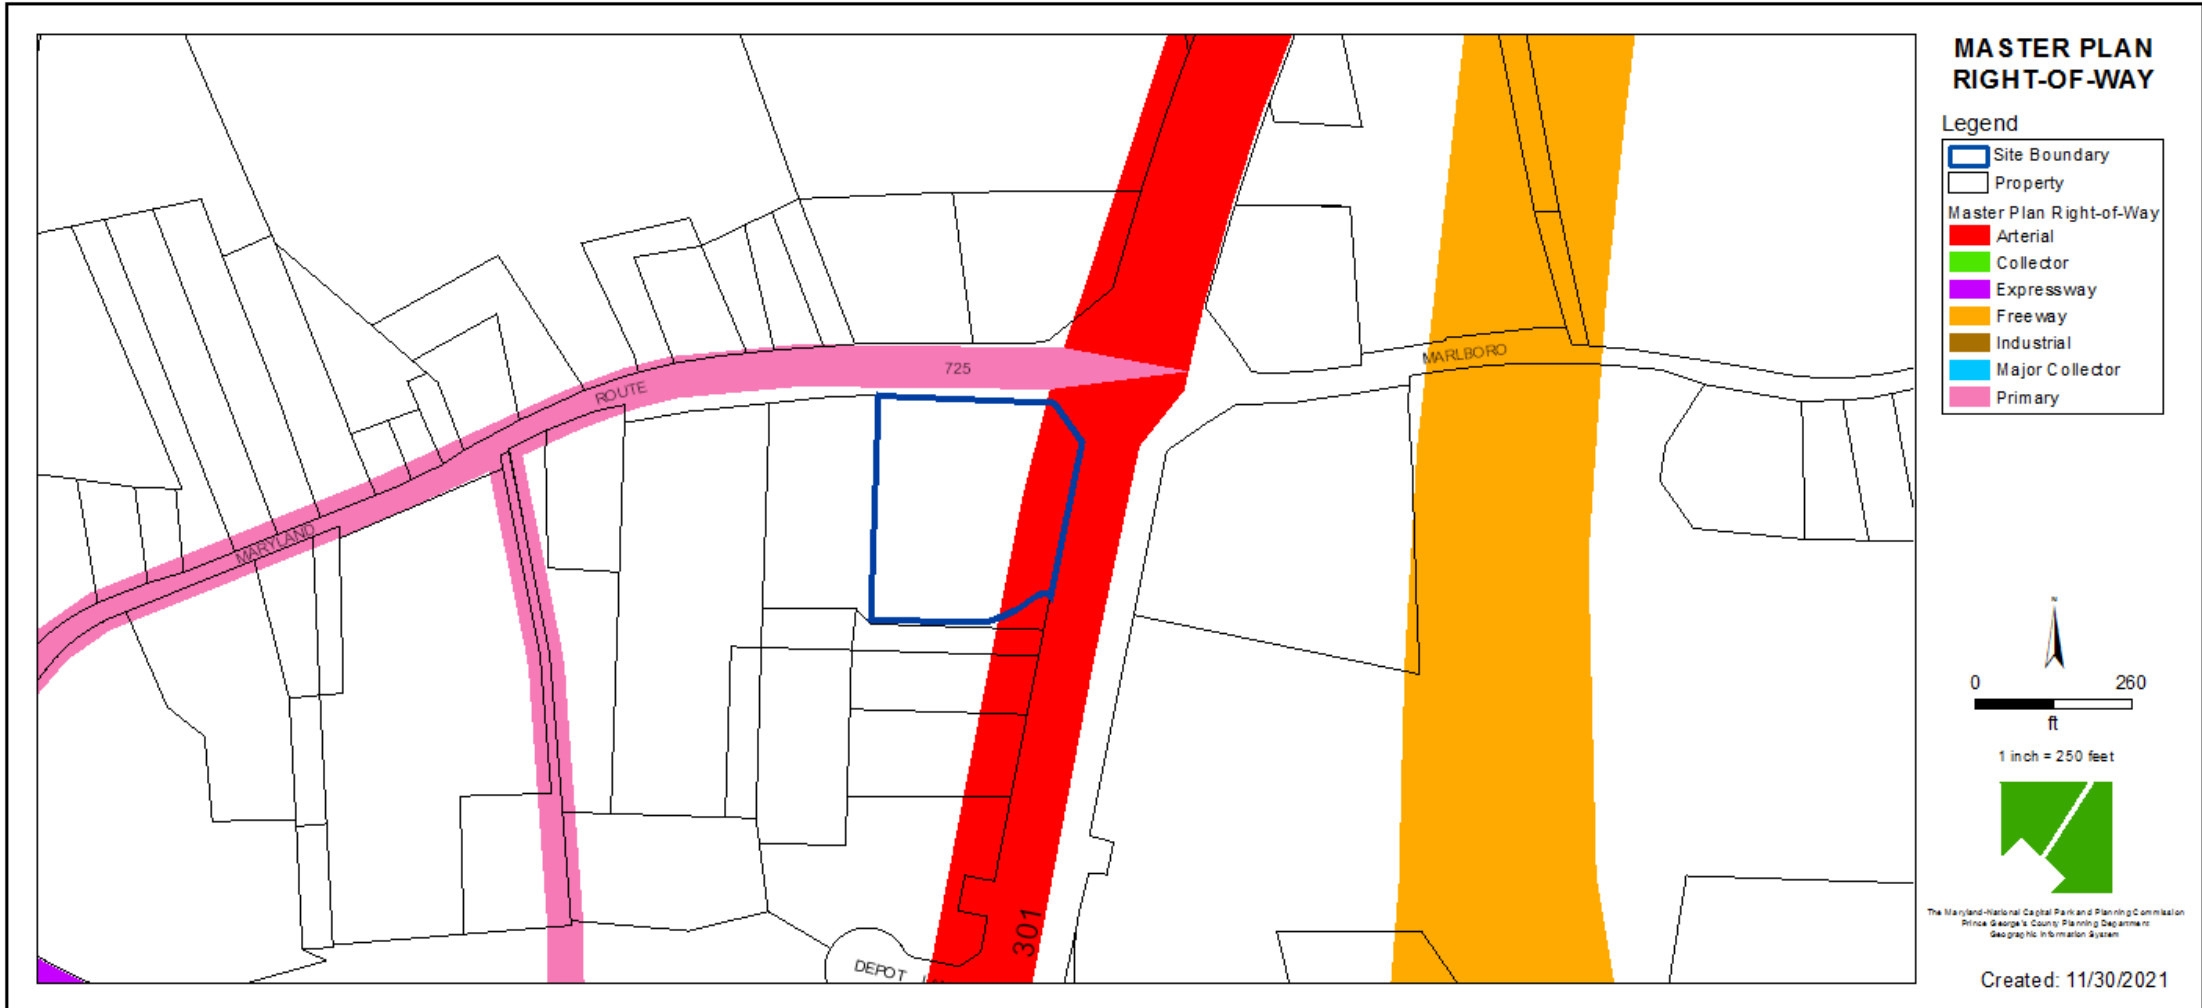 MASTER PLAN
RIGHT-OF-WAY
Legend
Site Boundary
Property
Master Plan Right-of-Way
Arterial
Collector
Expressway
Freeway
Industrial
Major Collector
Primary
725
ROUTE
MARLBORO
MARYLAND
301
DEPOT
N
0 260
ft
1 inch = 250 feet
The Maryland-National Capital Park and Planning Commission
Prince George's County Planning Department
Geographic Information System
Created: 11/30/2021